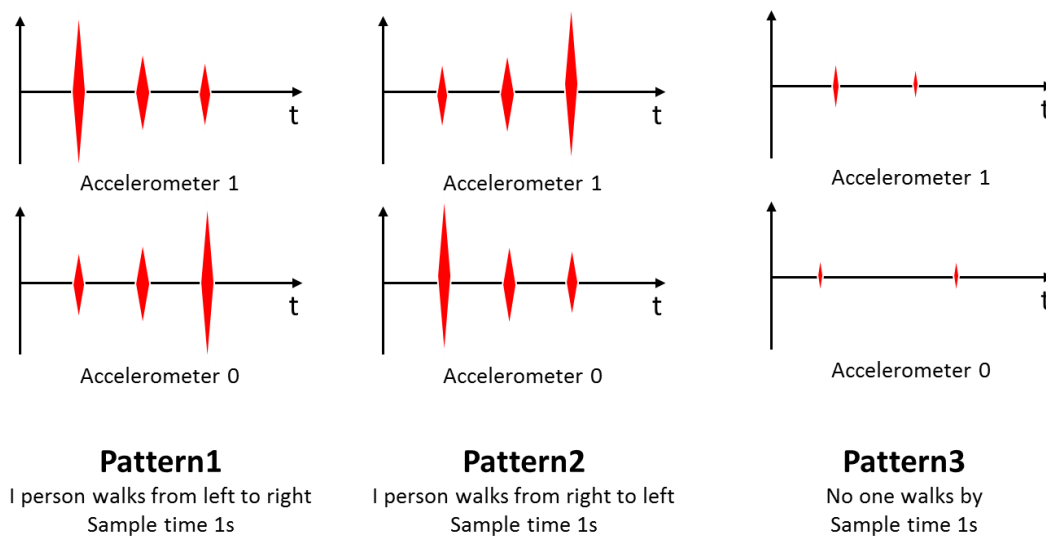 t
t
t
Accelerometer 1
Accelerometer 1
Accelerometer 1
t
t
t
Accelerometer 0
Accelerometer 0
Accelerometer 0
Pattern1
Pattern2
Pattern3
I person walks from left to right
I person walks from right to left
No one walks by
Sample time 1s
Sample time 1s
Sample time 1s